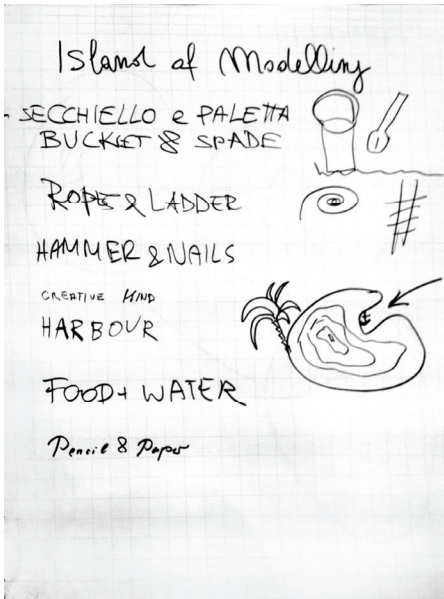 Island of Modelling
- SECCHIELLO e PALETTA
BUCKET & SPADE
ROPE & LADDER
HAMMER & NAILS
CREATIVE MIND
HARBOUR
FOOD + WATER
Pencil & Paper